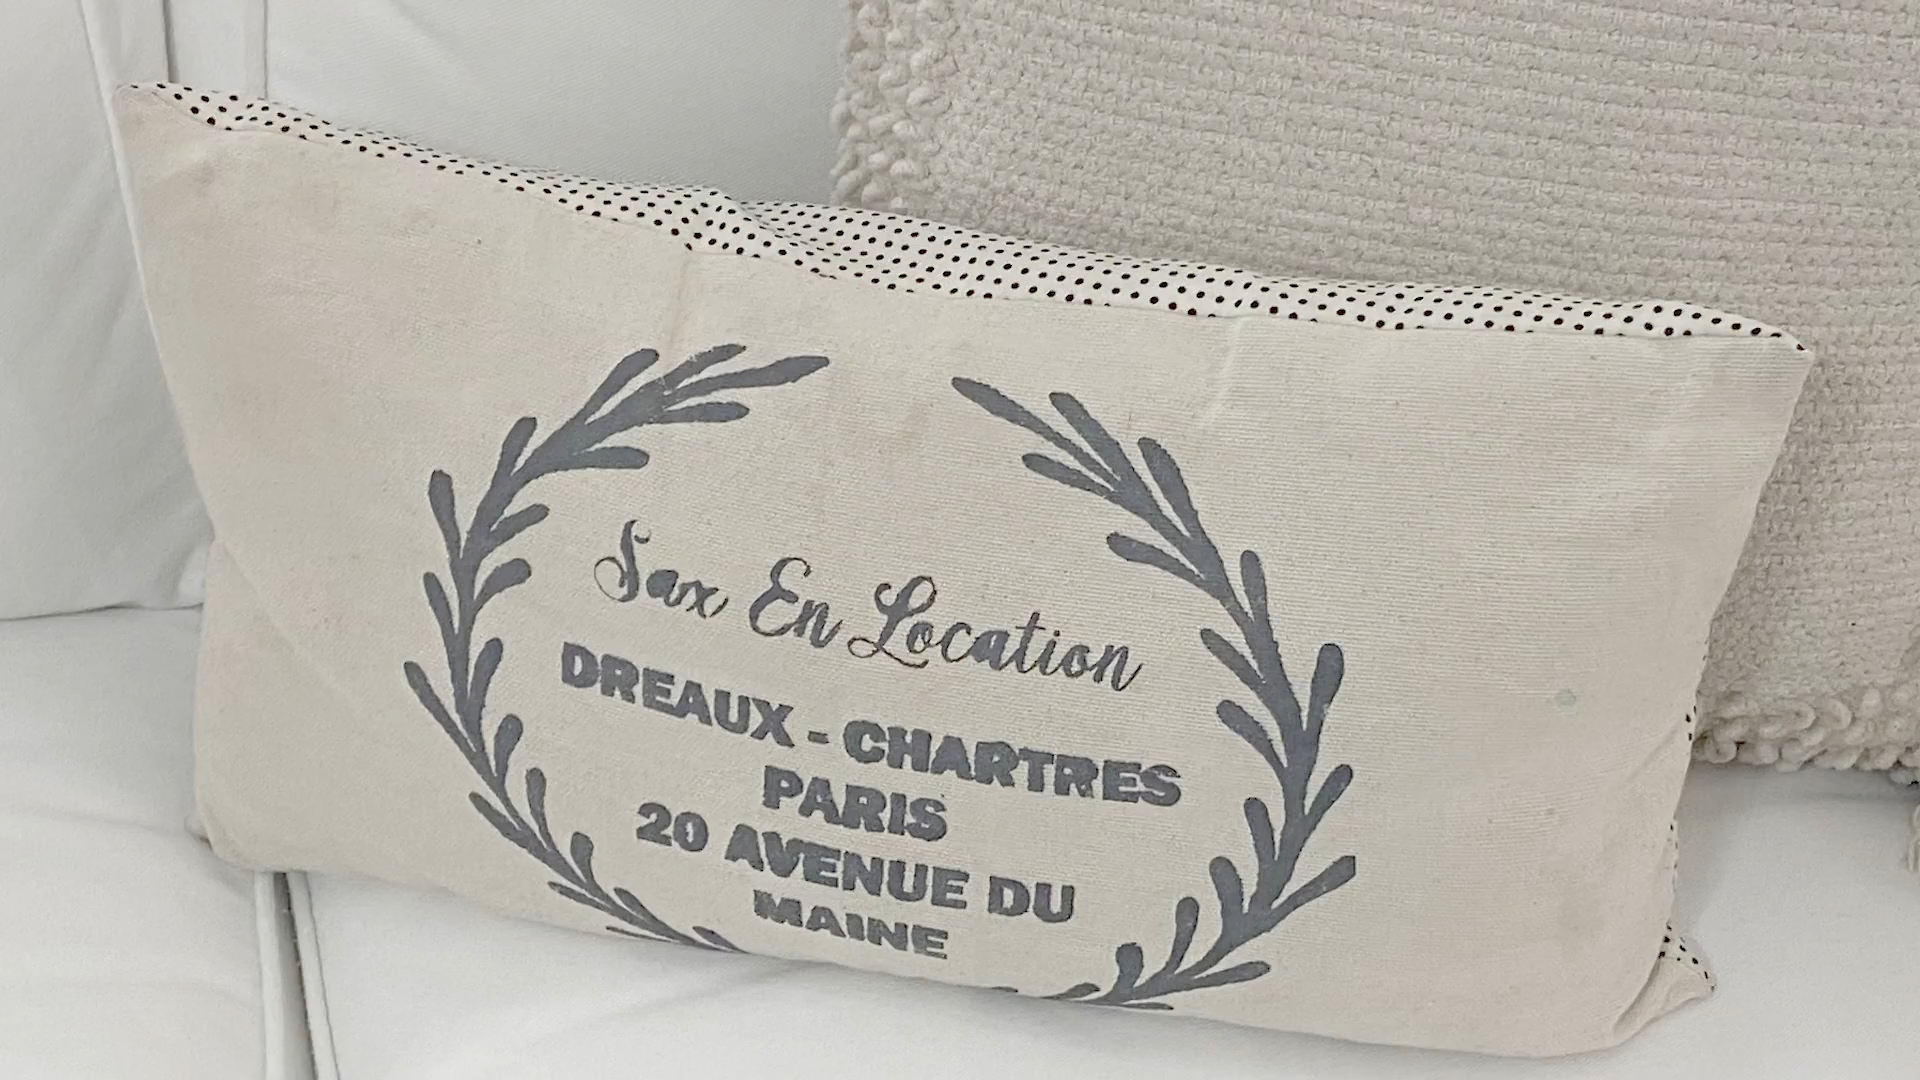 Sax En Location
DREAUX - CHARTRES
PARIS
20 AVENUE DU
MAINE